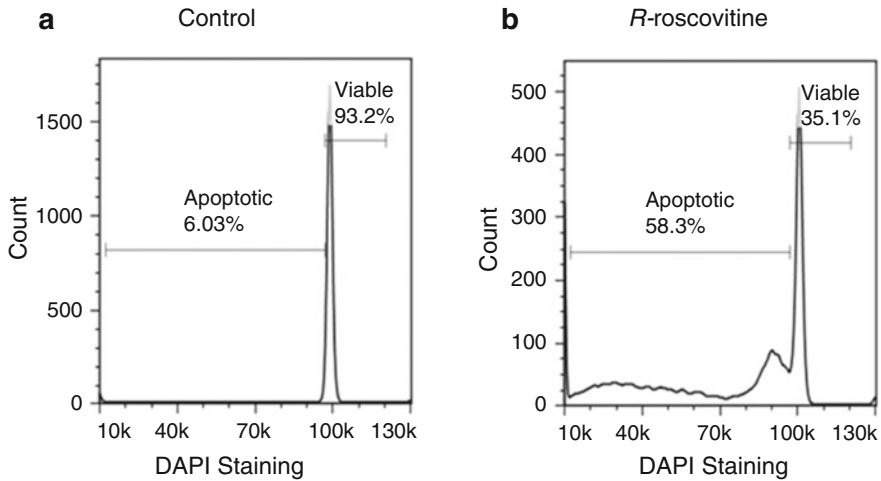 a Control
Viable
93.2%
1500
Apoptotic
6.03%
1000
Count
500
0
10k 40k 70k 100k 130k
DAPI Staining
b R-roscovitine
500
Viable
35.1%
400
Apoptotic
58.3%
300
Count
200
100
0
10k 40k 70k 100k 130k
DAPI Staining